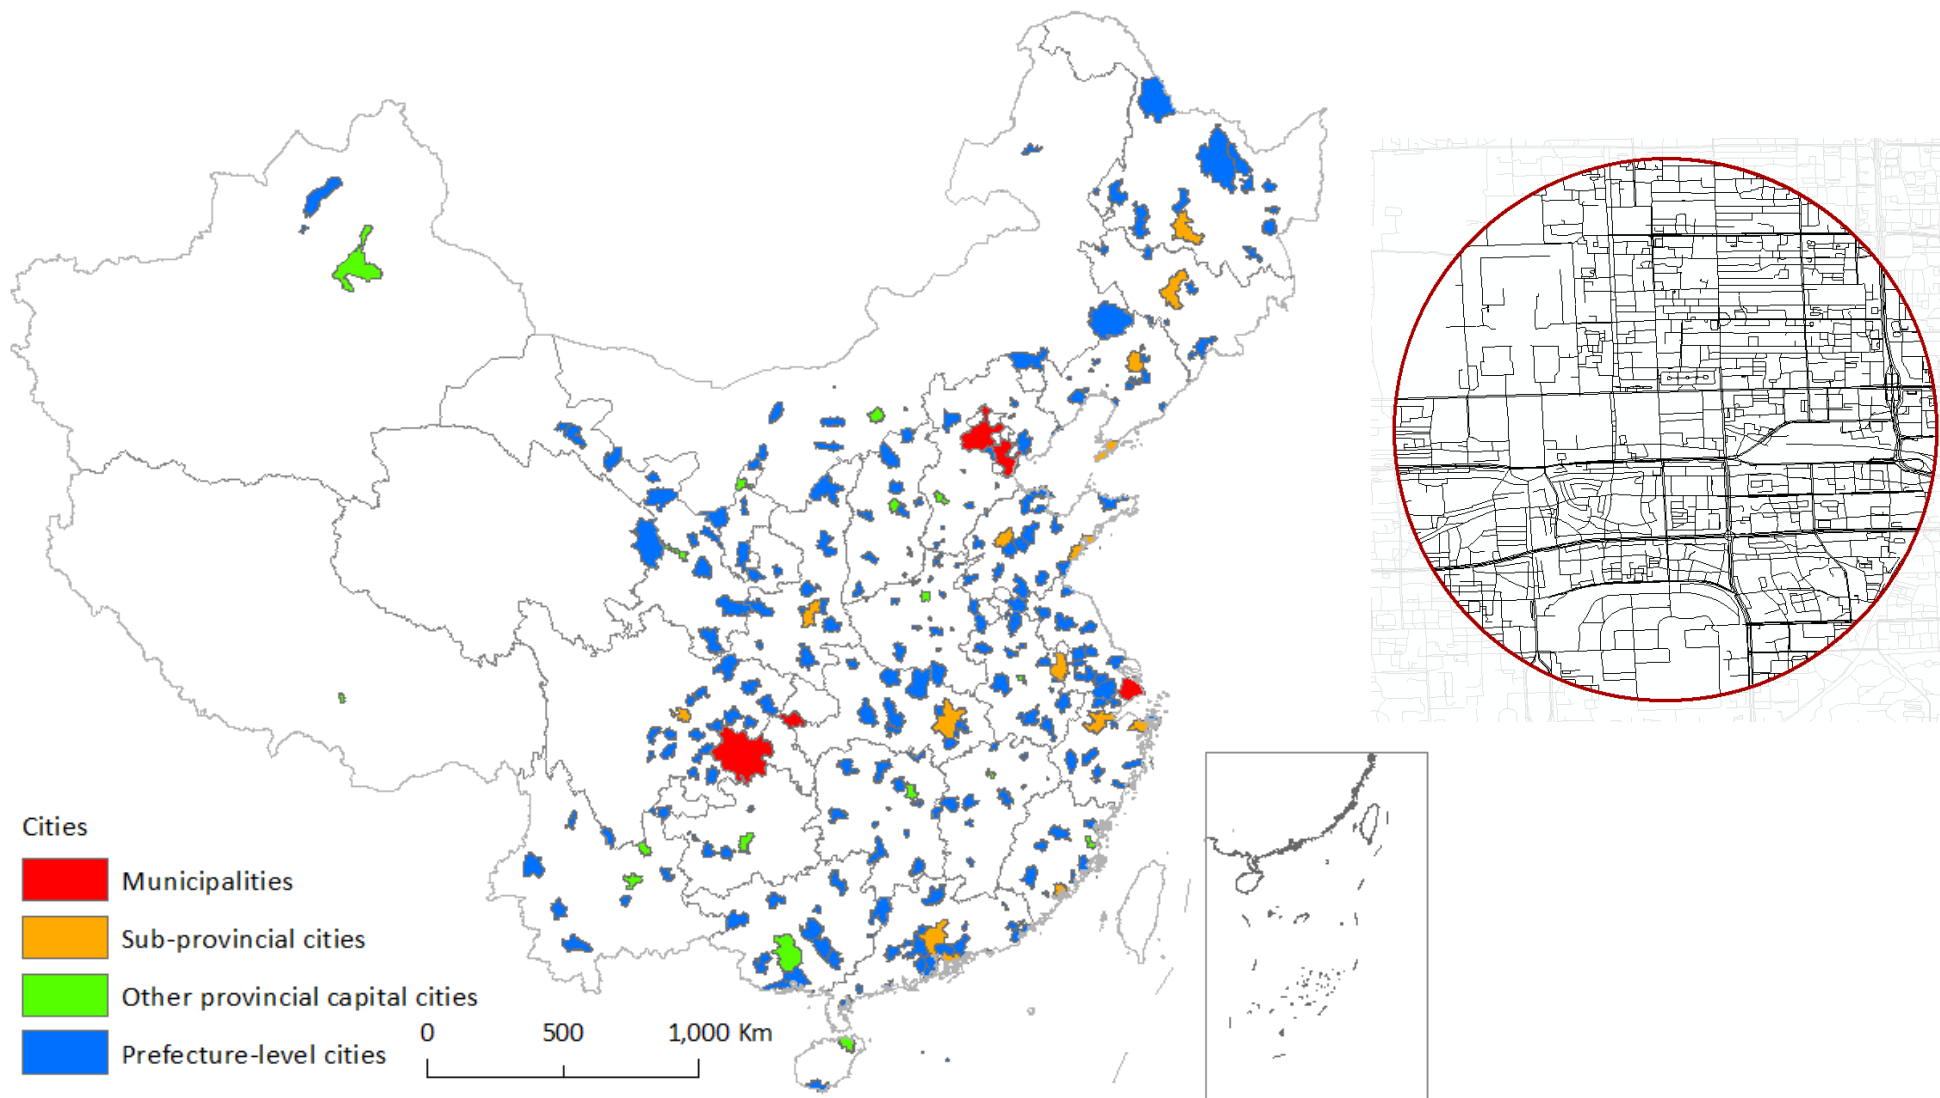 Cities
Municipalities
Sub-provincial cities
Other provincial capital cities
Prefecture-level cities
0 500 1,000 Km